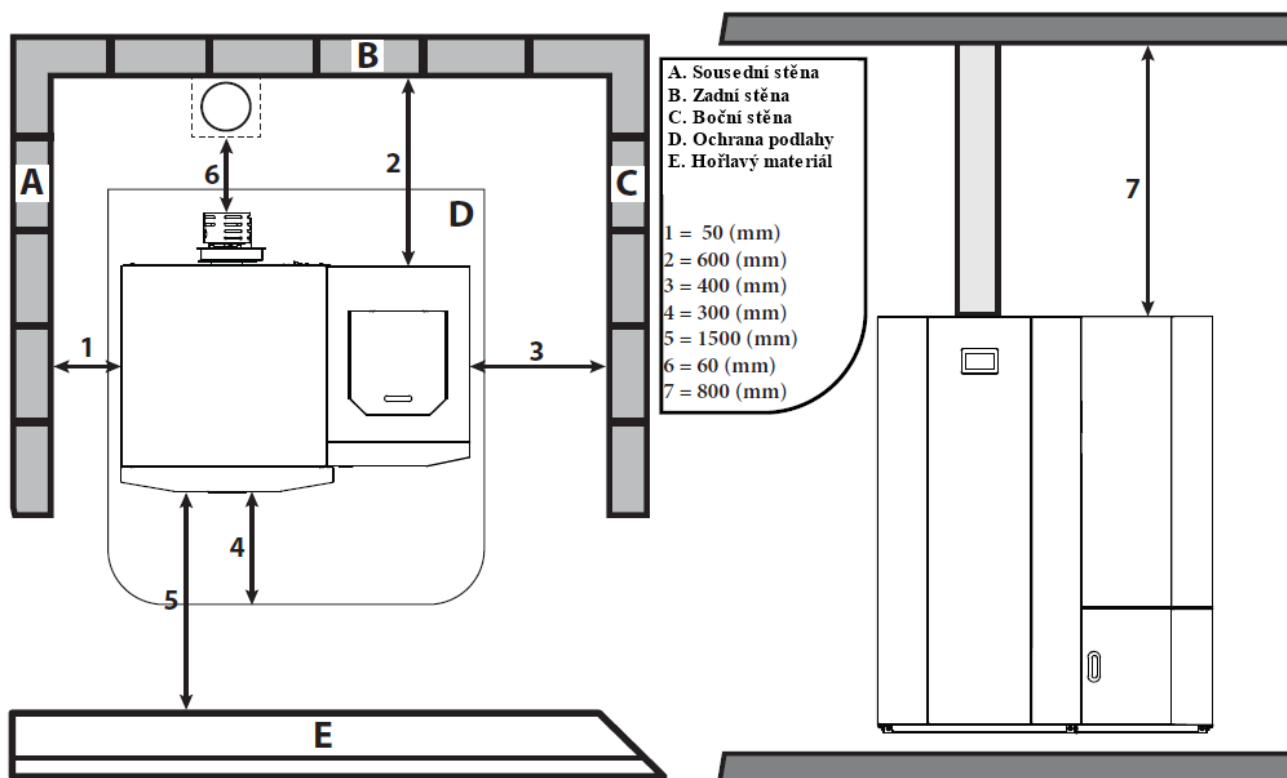 B
A
C
D
6
2
1
3
4
5
E
A. Sousední stěna
B. Zadní stěna
C. Boční stěna
D. Ochrana podlahy
E. Hořlavý materiál
1 = 50 (mm)
2 = 600 (mm)
3 = 400 (mm)
4 = 300 (mm)
5 = 1500 (mm)
6 = 60 (mm)
7 = 800 (mm)
7